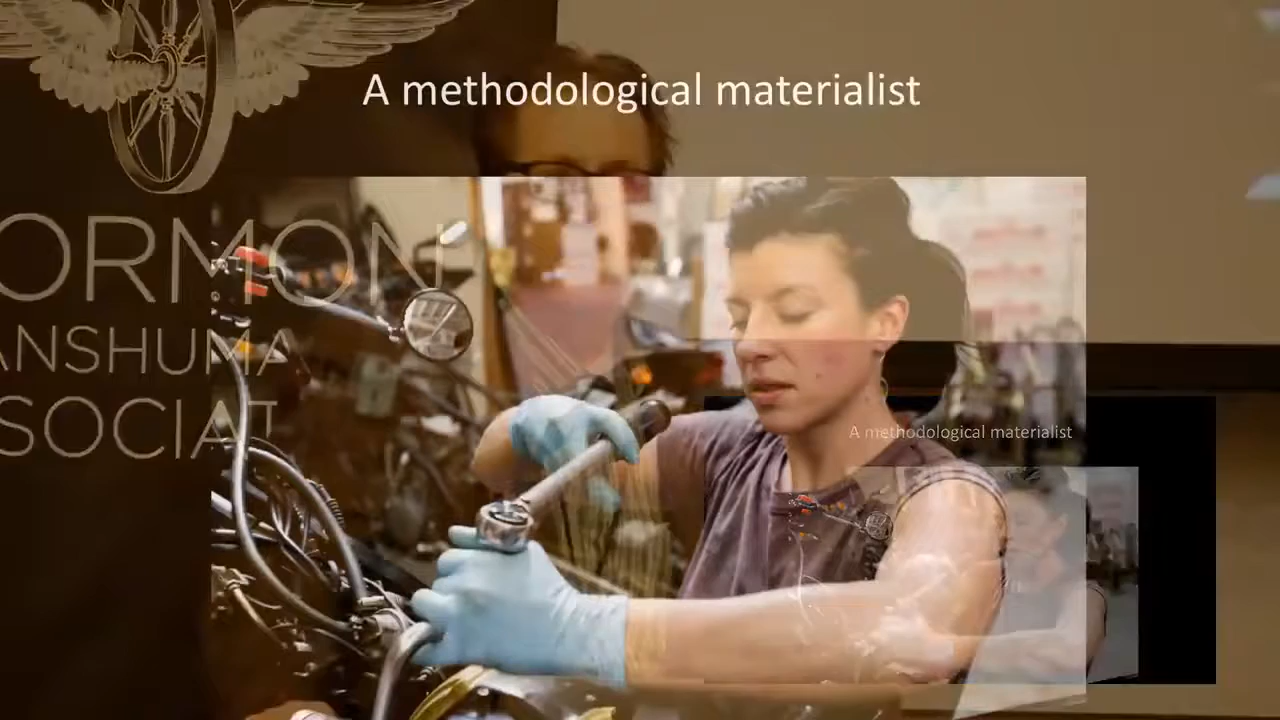 A methodological materialist
ORMON
ANSHUMA
SOCIAT
A methodological materialist